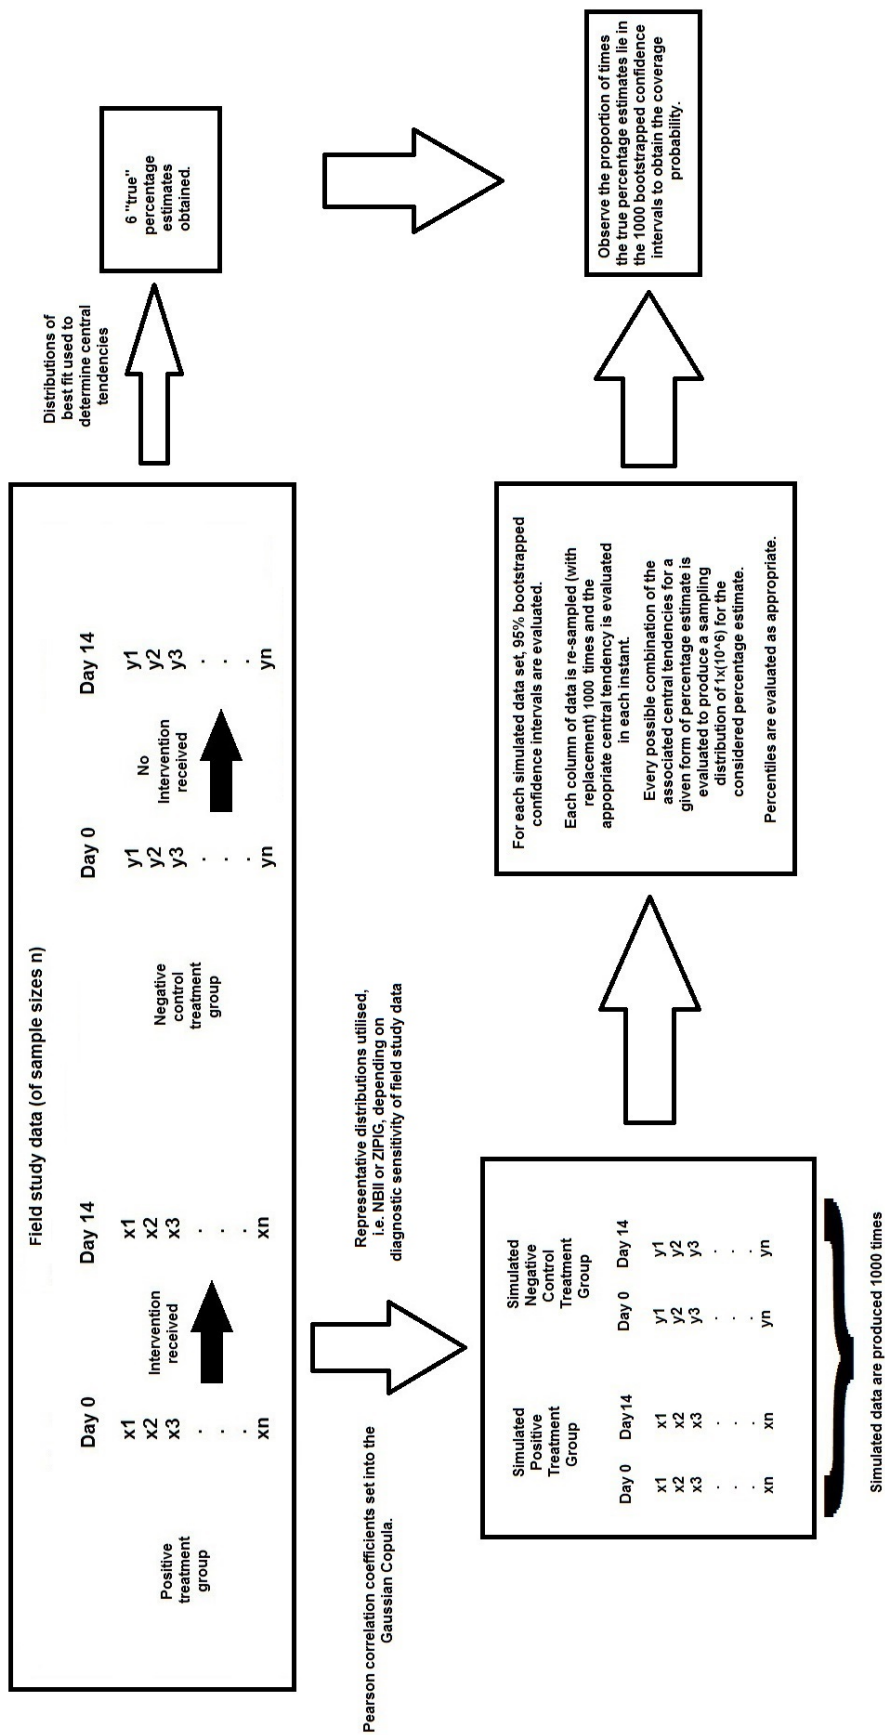 Field study data (of sample sizes n)
Positive
treatment
group
Day 0
x1
x2
x3
.
.
.
xn
Intervention
received
Day 14
x1
x2
x3
.
.
.
xn
Negative
control
treatment
group
Day 0
y1
y2
y3
.
.
.
yn
No
Intervention
received
Day 14
y1
y2
y3
.
.
.
yn
Distributions of
best fit used to
determine central
tendencies
6 "true"
percentage
estimates
obtained.
Pearson correlation coefficients set into the
Gaussian Copula.
Representative distributions utilised,
i.e. NBII or ZIPIG, depending on
diagnostic sensitivity of field study data
Simulated
Positive
Treatment
Group
Day 0 Day14
x1 x1
x2 x2
x3 x3
. .
. .
. .
xn xn
Simulated
Negative
Control
Treatment
Group
Day 0 Day 14
y1 y1
y2 y2
y3 y3
. .
. .
. .
yn yn
Simulated data are produced 1000 times
For each simulated data set, 95% bootstrapped
confidence intervals are evaluated.
Each column of data is re-sampled (with
replacement) 1000 times and the
appopriate central tendency is evaluated
in each instant.
Every possible combination of the
associated central tendencies for a
given form of percentage estimate is
evaluated to produce a sampling
distribution of 1x(10^6) for the
considered percentage estimate.
Percentiles are evaluated as appropriate.
Observe the proportion of times
the true percentage estimates lie in
the 1000 bootstrapped confidence
intervals to obtain the coverage
probability.